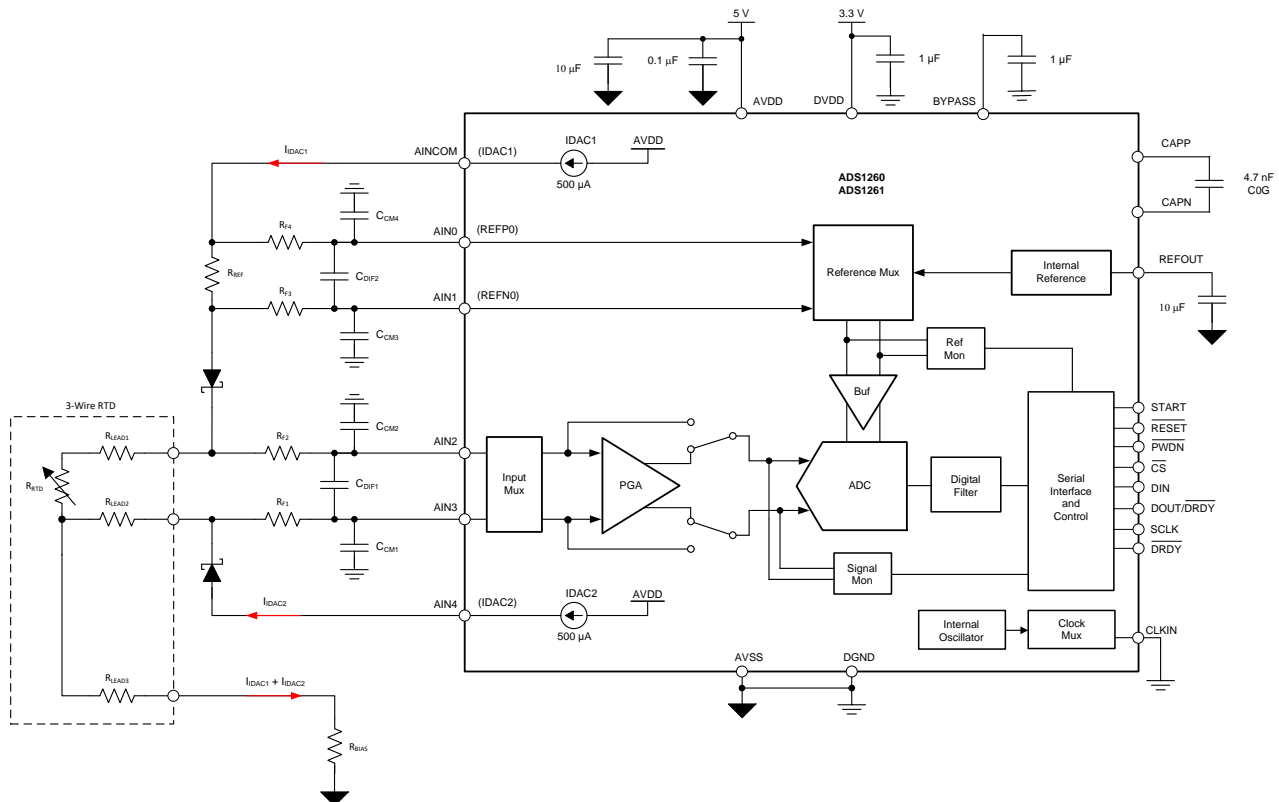 5 V
3.3 V
10 μF
0.1 μF
1 μF
1 μF
AVDD
DVDD
BYPASS
IIDAC1
AINCOM
(IDAC1)
IDAC1
500 μA
AVDD
ADS1260
ADS1261
CAPP
CAPN
4.7 nF
C0G
CCM4
RF4
AIN0
(REFP0)
RREF
CDIF2
RF3
AIN1
(REFN0)
CCM3
Reference Mux
Internal
Reference
REFOUT
10 μF
Ref
Mon
Buf
3-Wire RTD
RLEAD1
RRTD
RLEAD2
CCM2
RF2
AIN2
CDIF1
RF1
AIN3
CCM1
Input
Mux
PGA
ADC
Digital
Filter
Serial
Interface
and
Control
START
RESET
PWDN
CS
DIN
DOUT/DRDY
SCLK
DRDY
Signal
Mon
IIDAC2
AIN4
(IDAC2)
IDAC2
500 μA
AVDD
Internal
Oscillator
Clock
Mux
CLKIN
AVSS
DGND
RLEAD3
IIDAC1 + IIDAC2
RBIAS